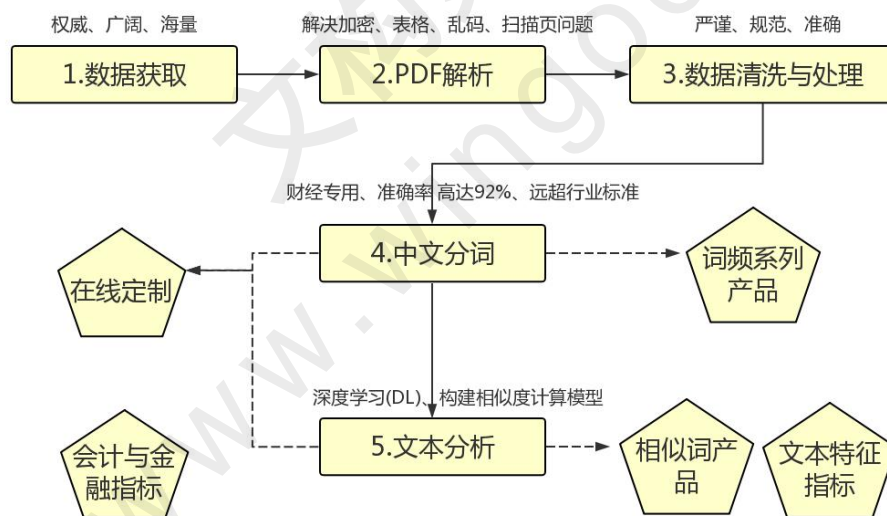 权威、广阔、海量
解决加密、表格、乱码、扫描页问题
严谨、规范、准确
1.数据获取
2.PDF解析
3.数据清洗与处理
财经专用、准确率高达92%、远超行业标准
4.中文分词
在线定制
词频系列
产品
深度学习(DL)、构建相似度计算模型
5.文本分析
会计与金
融指标
相似词产
品
文本特征
指标